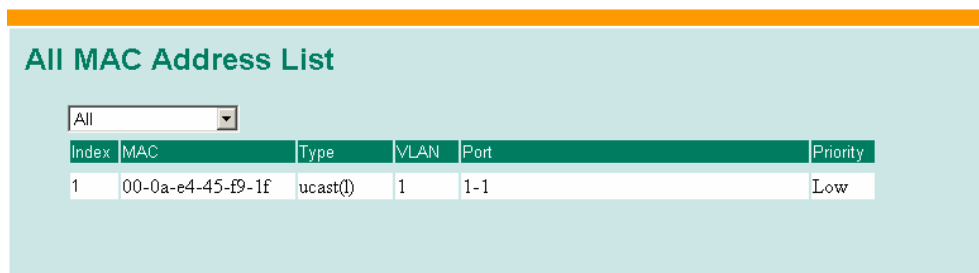 All MAC Address List
All
Index MAC Type VLAN Port Priority
1 00-0a-e4-45-f9-1f ucast(l) 1 1-1 Low